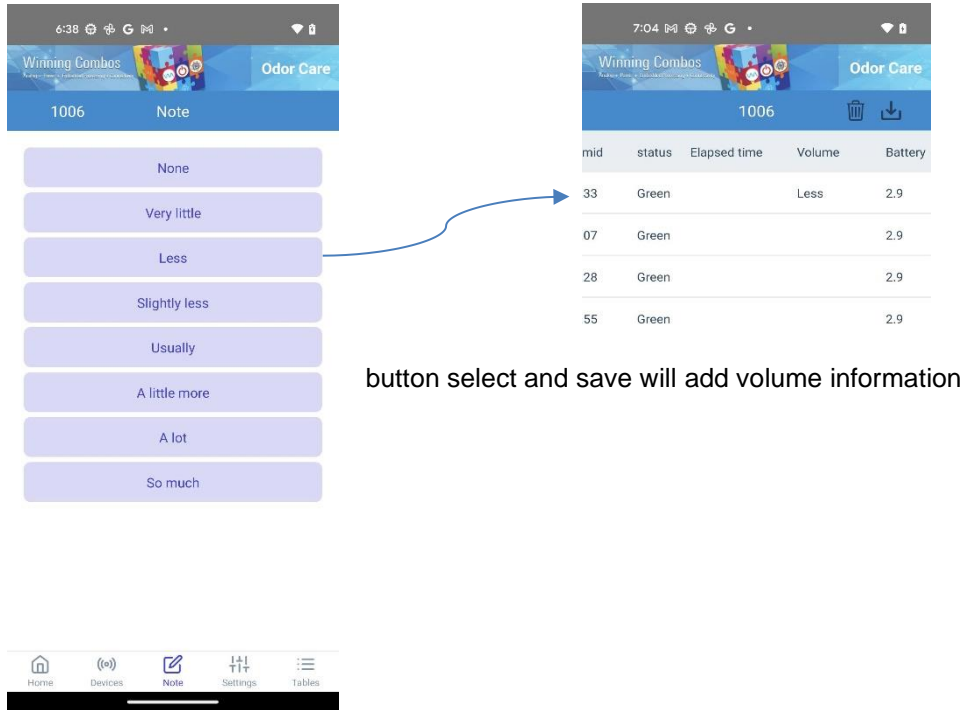 6:38 G
Winning Combos
Odor Care
1006 Note
None
Very little
Less
Slightly less
Usually
A little more
A lot
So much
Home Devices Note Settings Tables
7:04 G
Winning Combos
Odor Care
1006
mid status Elapsed time Volume Battery
33 Green Less 2.9
07 Green 2.9
28 Green 2.9
55 Green 2.9
button select and save will add volume information